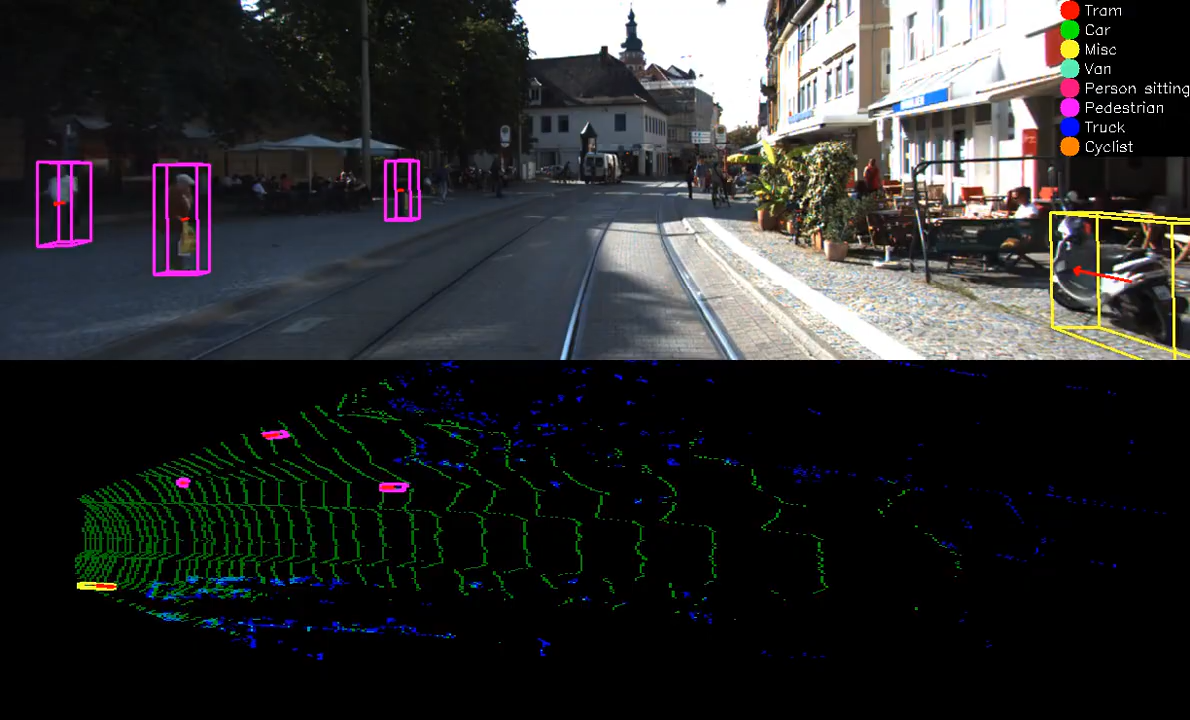 Tram
Car
Misc
Van
Person sitting
Pedestrian
Truck
Cyclist